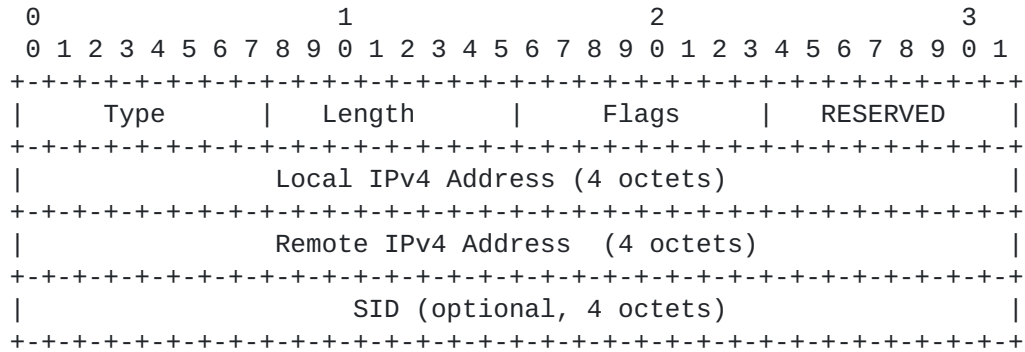 0                   1                   2                   3
 0 1 2 3 4 5 6 7 8 9 0 1 2 3 4 5 6 7 8 9 0 1 2 3 4 5 6 7 8 9 0 1
+-+-+-+-+-+-+-+-+-+-+-+-+-+-+-+-+-+-+-+-+-+-+-+-+-+-+-+-+-+-+-+-+
|     Type      |   Length      |     Flags     |   RESERVED    |
+-+-+-+-+-+-+-+-+-+-+-+-+-+-+-+-+-+-+-+-+-+-+-+-+-+-+-+-+-+-+-+-+
|                Local IPv4 Address (4 octets)                  |
+-+-+-+-+-+-+-+-+-+-+-+-+-+-+-+-+-+-+-+-+-+-+-+-+-+-+-+-+-+-+-+-+
|                Remote IPv4 Address  (4 octets)                |
+-+-+-+-+-+-+-+-+-+-+-+-+-+-+-+-+-+-+-+-+-+-+-+-+-+-+-+-+-+-+-+-+
|                     SID (optional, 4 octets)                  |
+-+-+-+-+-+-+-+-+-+-+-+-+-+-+-+-+-+-+-+-+-+-+-+-+-+-+-+-+-+-+-+-+